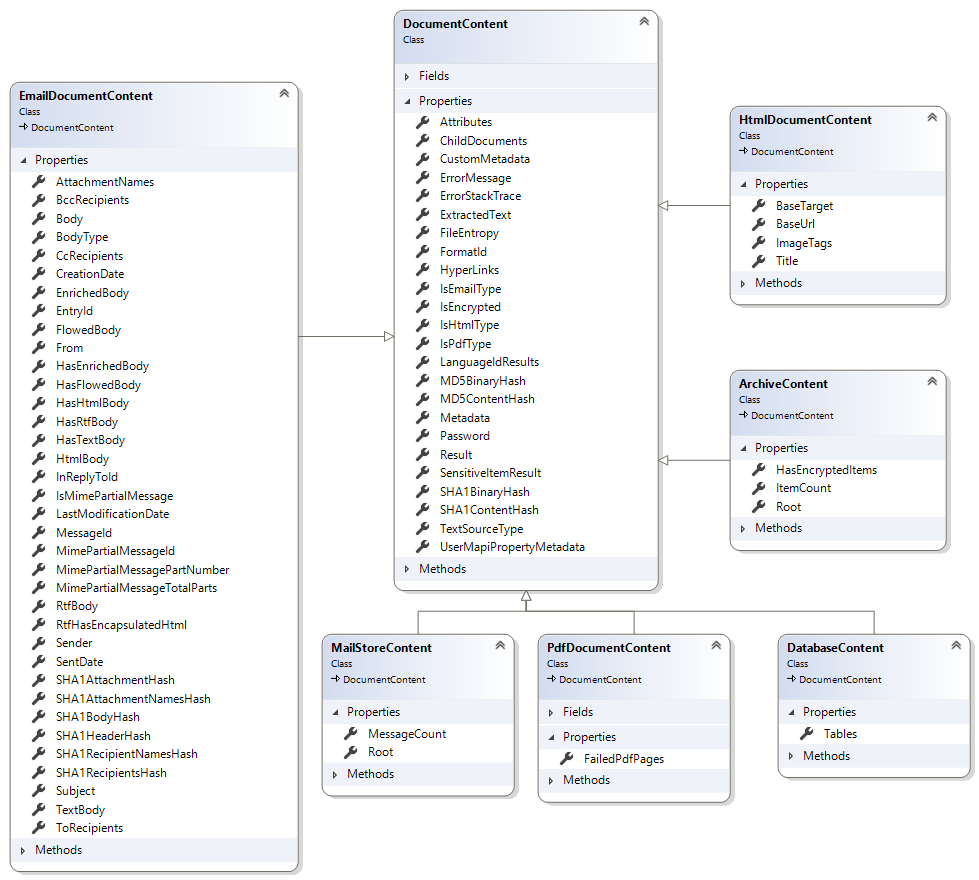 DocumentContent
Class
Fields
Properties
Attributes
ChildDocuments
CustomMetadata
ErrorMessage
ErrorStackTrace
ExtractedText
FileEntropy
FormatId
HyperLinks
IsEmailType
IsEncrypted
IsHtmlType
IsPdfType
LanguageIdResults
MD5BinaryHash
MD5ContentHash
Metadata
Password
Result
SensitiveItemResult
SHA1BinaryHash
SHA1ContentHash
TextSourceType
UserMapiPropertyMetadata
Methods
EmailDocumentContent
Class
DocumentContent
Properties
AttachmentNames
BccRecipients
Body
BodyType
CcRecipients
CreationDate
EnrichedBody
EntryId
FlowedBody
From
HasEnrichedBody
HasFlowedBody
HasHtmlBody
HasRtfBody
HasTextBody
HtmlBody
InReplyToId
IsMimePartialMessage
LastModificationDate
MessageId
MimePartialMessageId
MimePartialMessagePartNumber
MimePartialMessageTotalParts
RtfBody
RtfHasEncapsulatedHtml
Sender
SentDate
SHA1AttachmentHash
SHA1AttachmentNamesHash
SHA1BodyHash
SHA1HeaderHash
SHA1RecipientNamesHash
SHA1RecipientsHash
Subject
TextBody
ToRecipients
Methods
HtmlDocumentContent
Class
DocumentContent
Properties
BaseTarget
BaseUrl
ImageTags
Title
Methods
ArchiveContent
Class
DocumentContent
Properties
HasEncryptedItems
ItemCount
Root
Methods
MailStoreContent
Class
DocumentContent
Properties
MessageCount
Root
Methods
PdfDocumentContent
Class
DocumentContent
Fields
Properties
FailedPdfPages
Methods
DatabaseContent
Class
DocumentContent
Properties
Tables
Methods